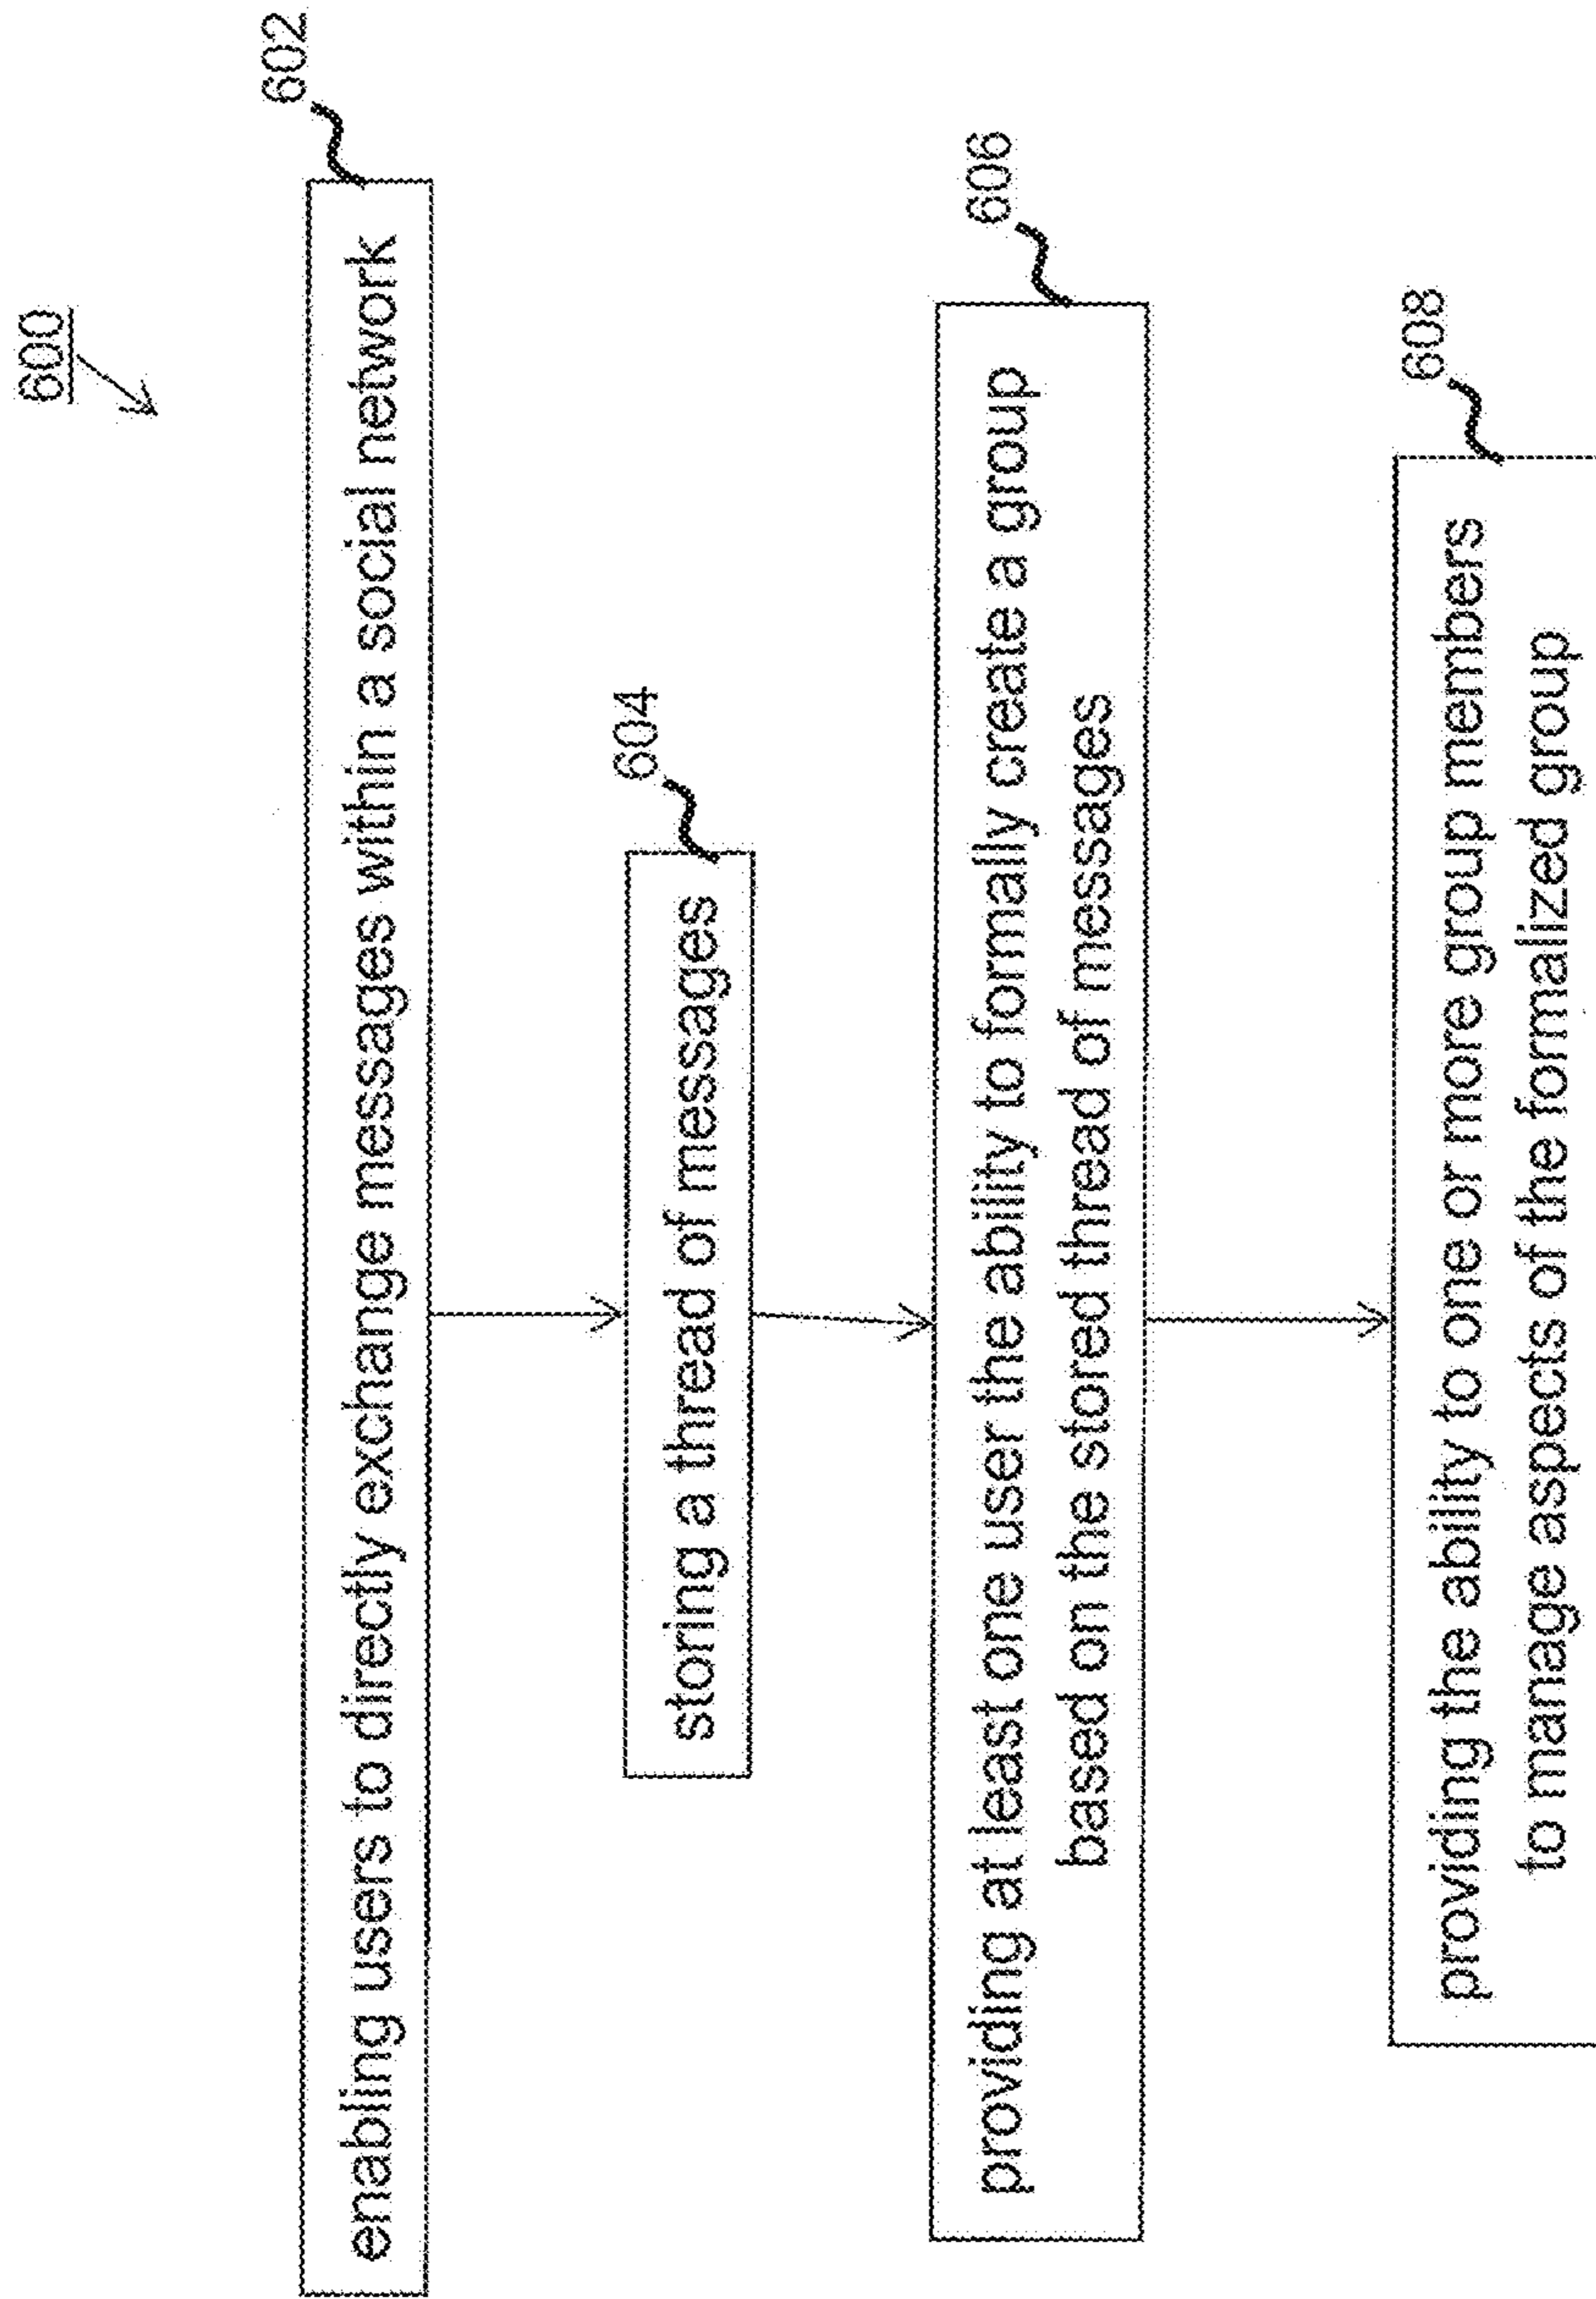 600
602
enabling users to directly exchange messages within a social network
604
storing a thread of messages
606
providing at least one user the ability to formally create a group
based on the stored thread of messages
608
providing the ability to one or more group members
to manage aspects of the formalized group